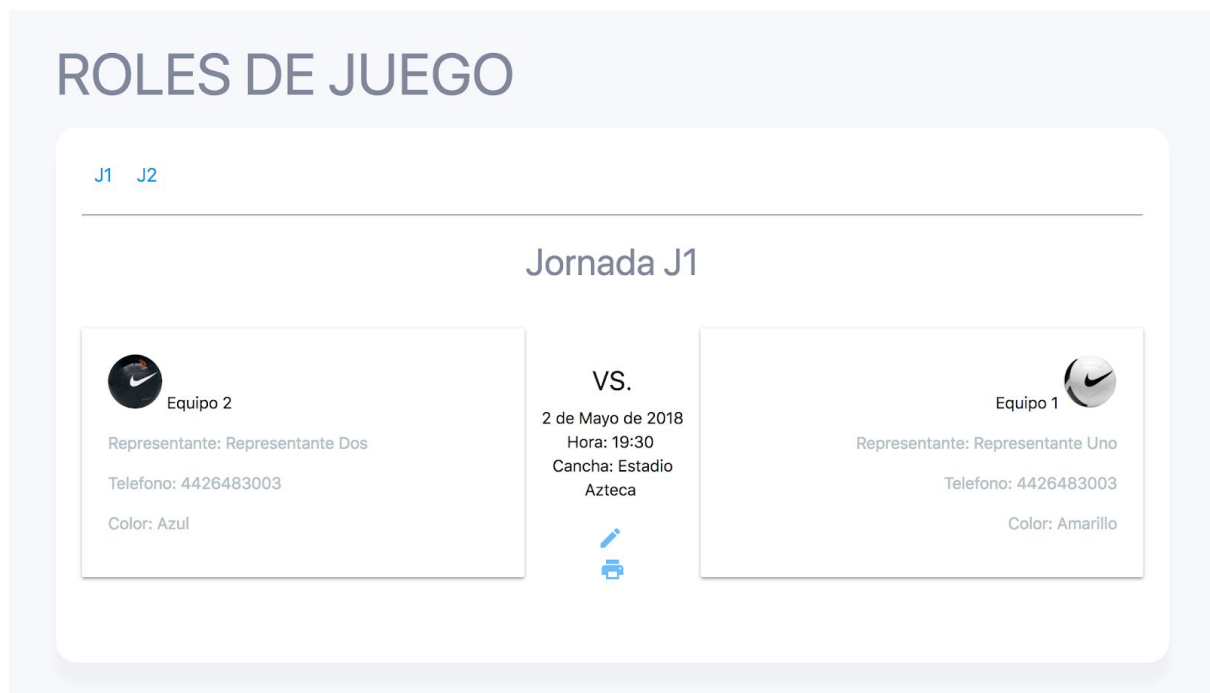 ROLES DE JUEGO
J1 J2
Jornada J1
Equipo 2
Representante: Representante Dos
Telefono: 4426483003
Color: Azul
VS.
2 de Mayo de 2018
Hora: 19:30
Cancha: Estadio
Azteca
Equipo 1
Representante: Representante Uno
Telefono: 4426483003
Color: Amarillo